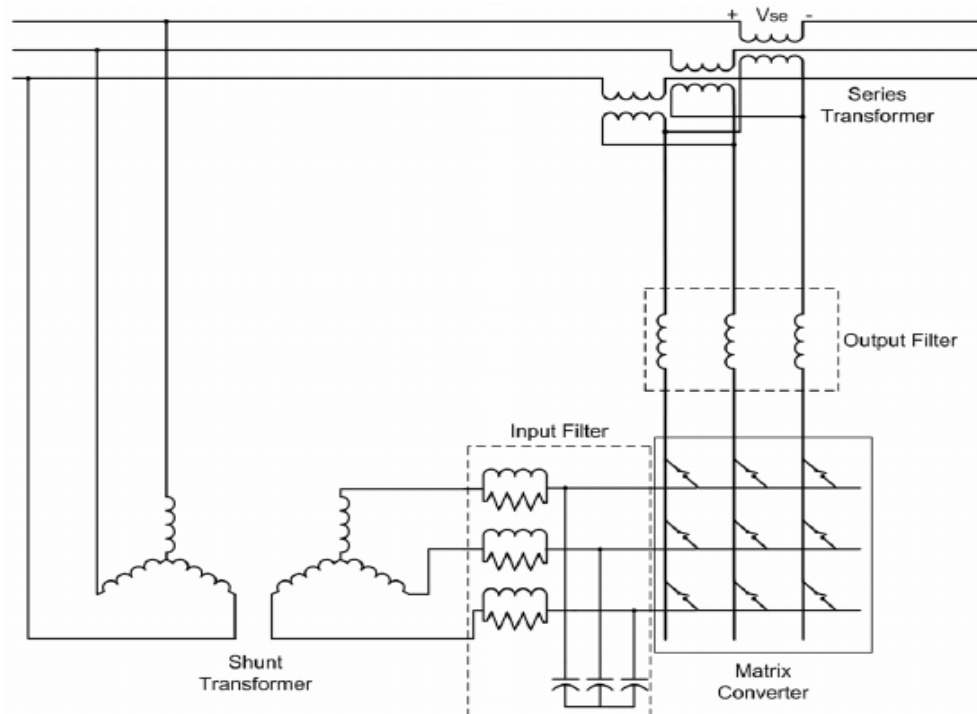 + Vse -
Series
Transformer
Output Filter
Input Filter
Shunt
Transformer
Matrix
Converter